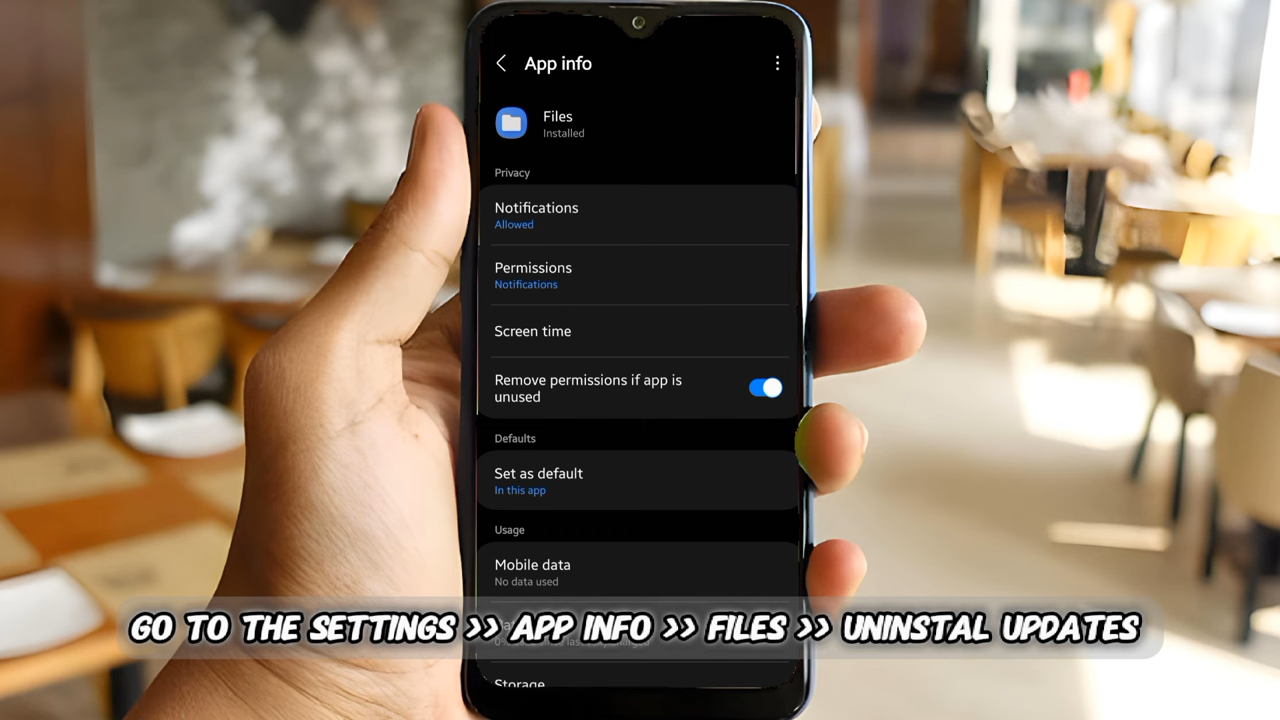 App info
Files
Installed
Privacy
Notifications
Allowed
Permissions
Notifications
Screen time
Remove permissions if app is
unused
Defaults
Set as default
In this app
Usage
Mobile data
No data used
GO TO THE SETTINGS >> APP INFO >> FILES >> UNINSTAL UPDATES
Storage